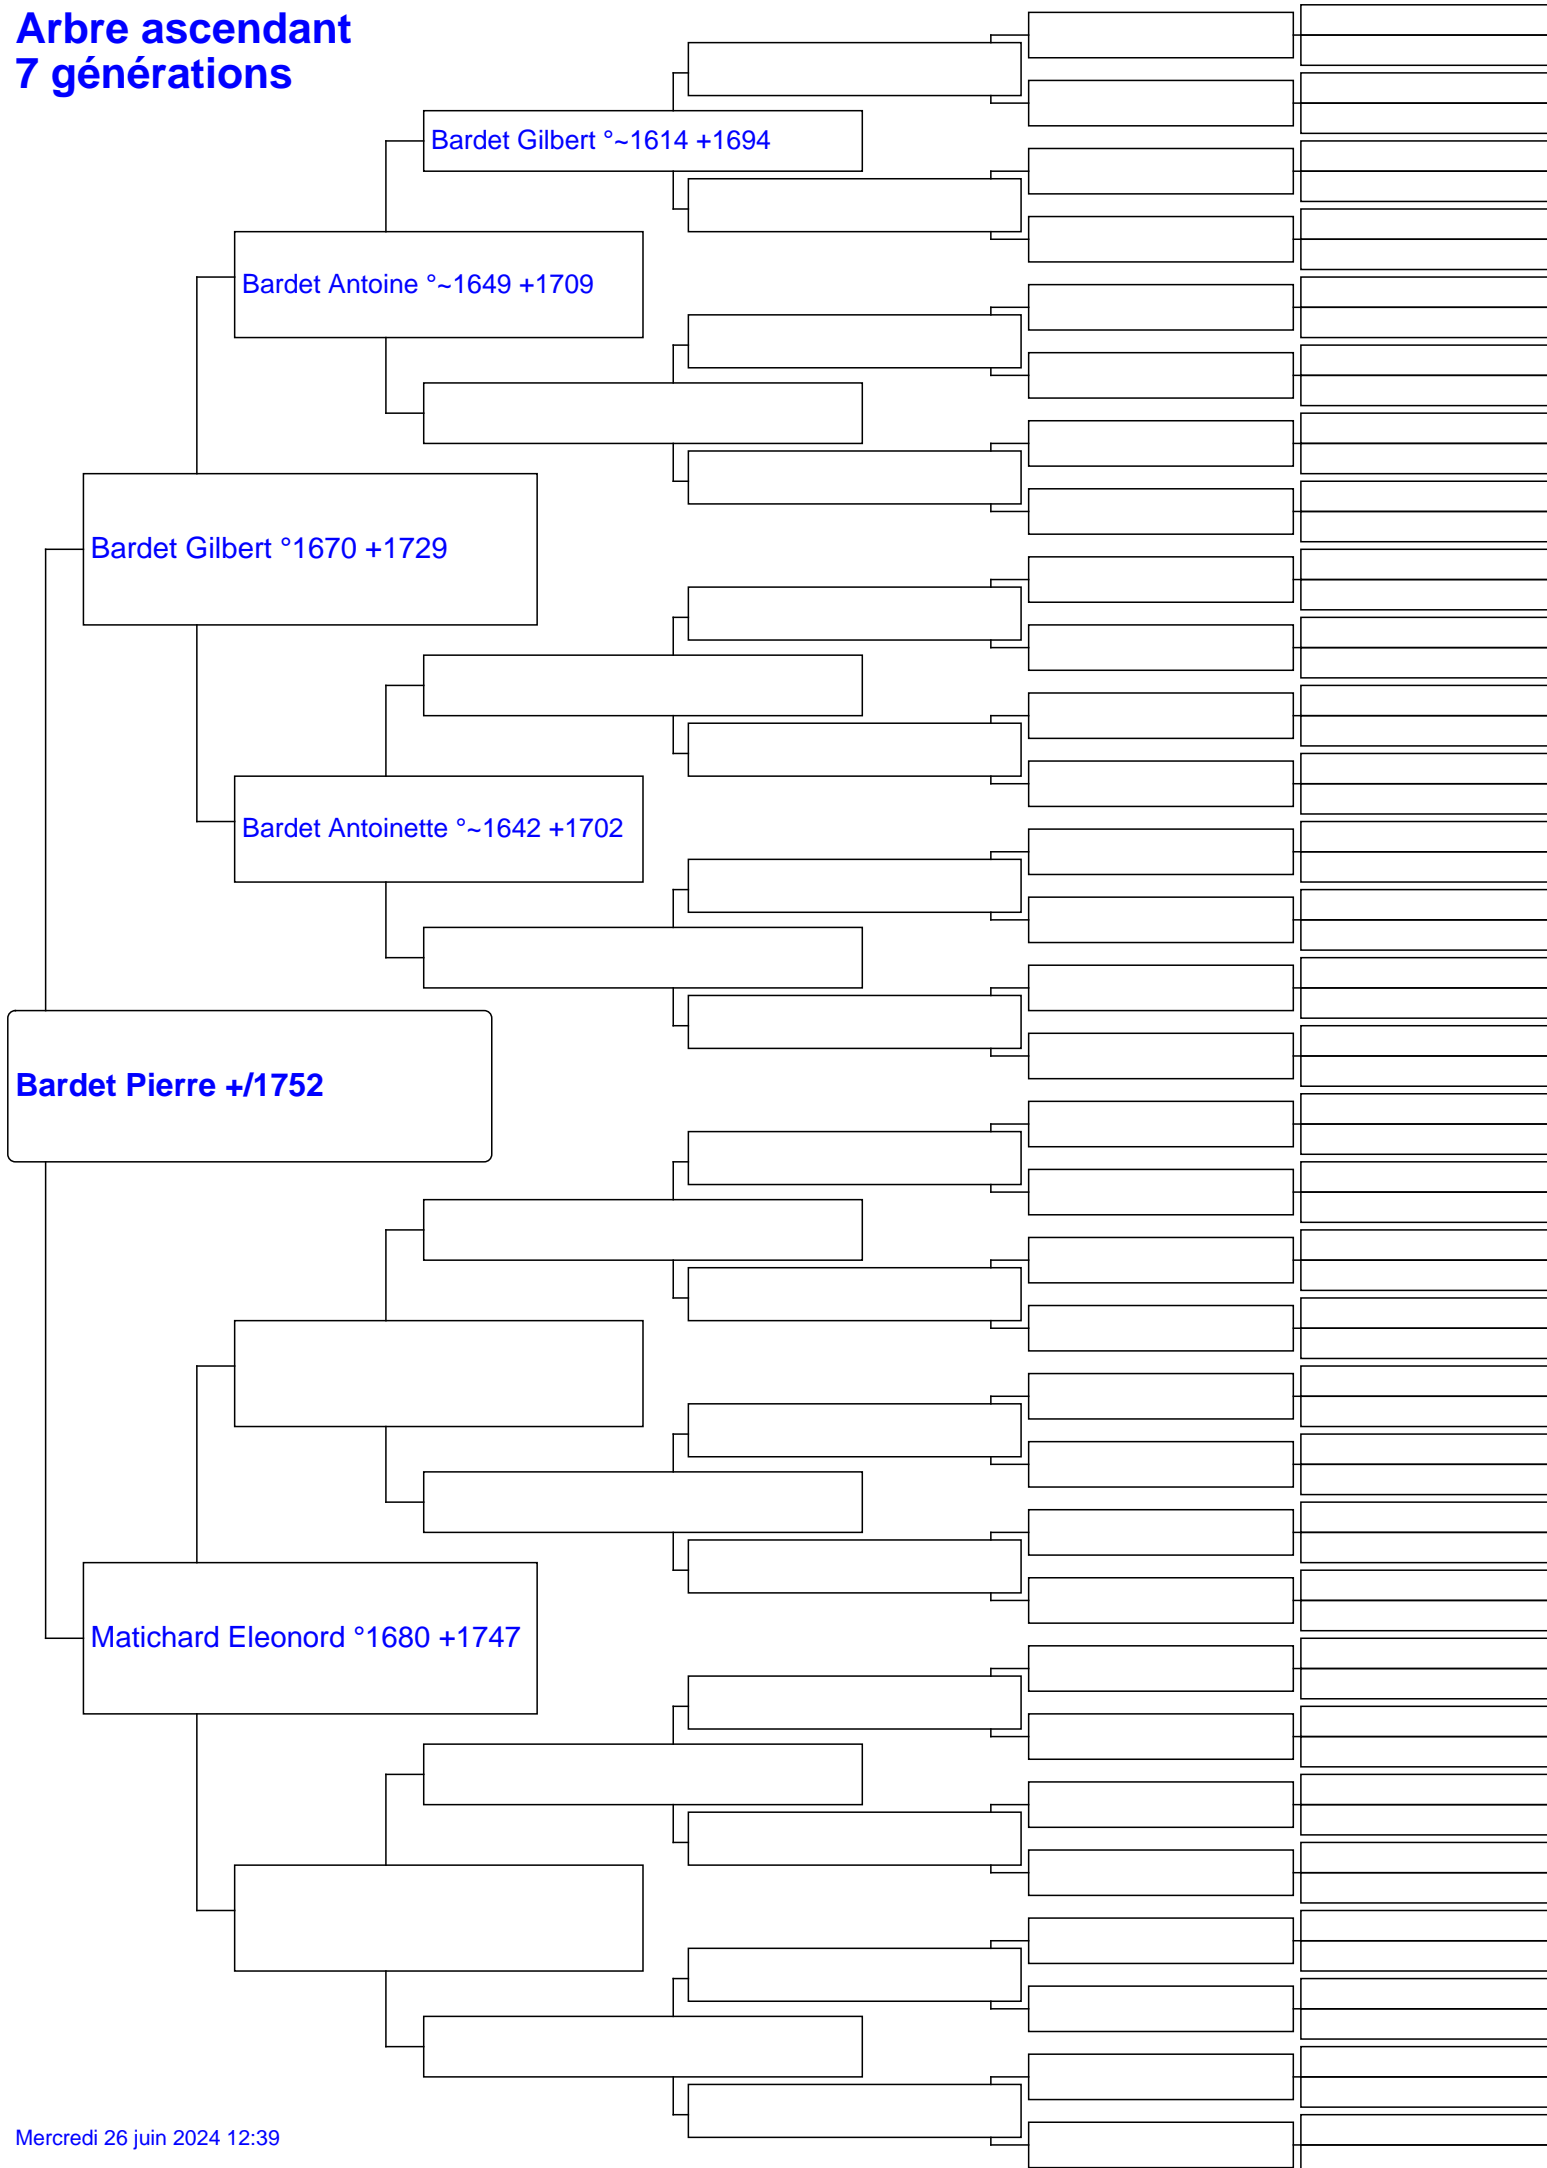 Arbre ascendant
7 générations
Bardet Gilbert °~1614 +1694
Bardet Antoine °~1649 +1709
Bardet Gilbert °1670 +1729
Bardet Antoinette °~1642 +1702
Bardet Pierre +/1752
Matichard Eleonord °1680 +1747
Mercredi 26 juin 2024 12:39